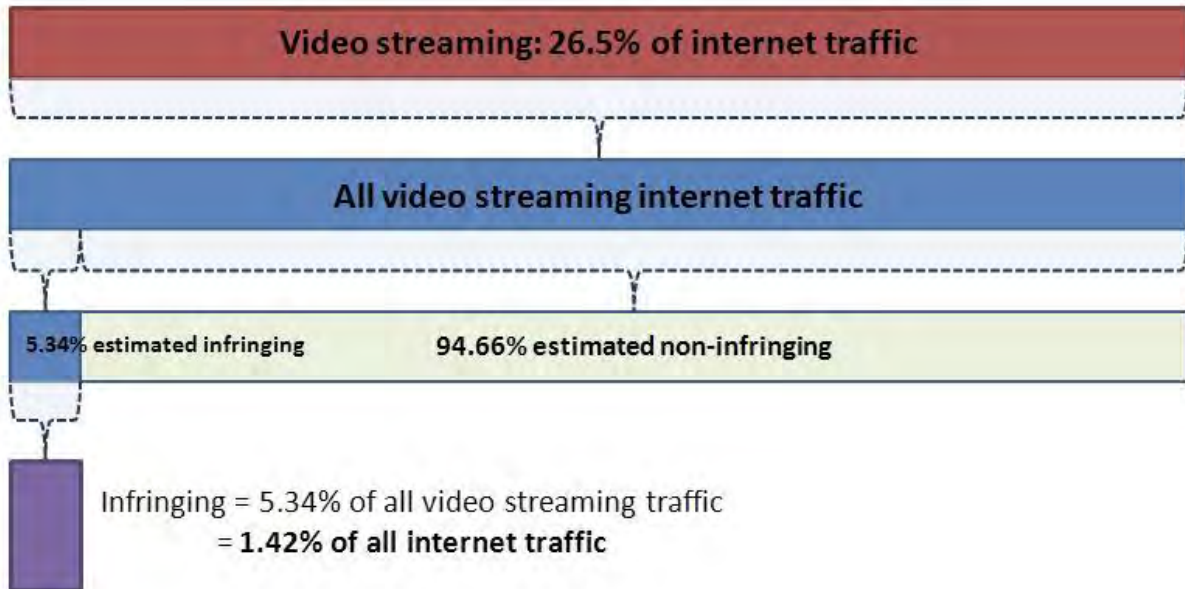 Video streaming: 26.5% of internet traffic
All video streaming internet traffic
5.34% estimated infringing
94.66% estimated non-infringing
Infringing = 5.34% of all video streaming traffic
= 1.42% of all internet traffic